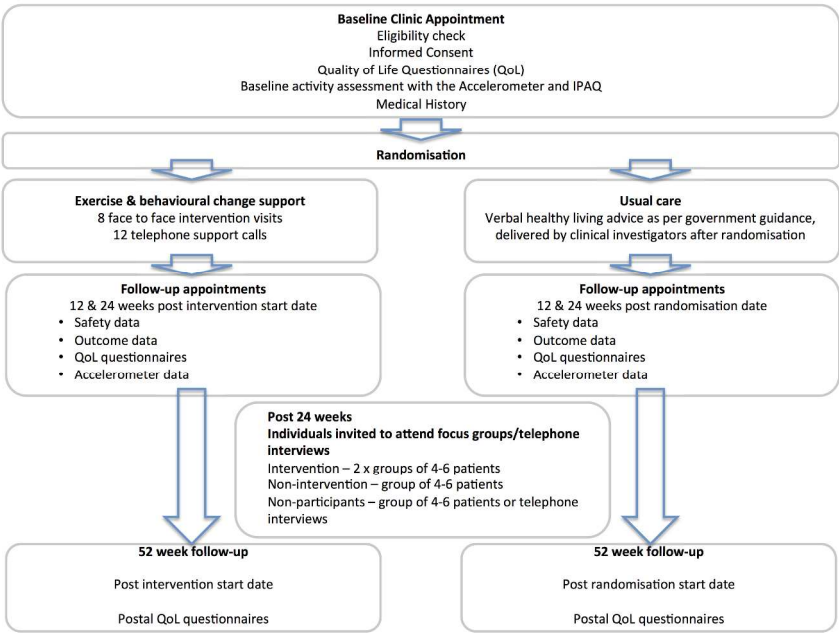 Baseline Clinic Appointment
Eligibility check
Informed Consent
Quality of Life Questionnaires (QoL)
Baseline activity assessment with the Accelerometer and IPAQ
Medical History
Randomisation
Exercise & behavioural change support
8 face to face intervention visits
12 telephone support calls
Usual care
Verbal healthy living advice as per government guidance,
delivered by clinical investigators after randomisation
Follow-up appointments
12 & 24 weeks post intervention start date
• Safety data
• Outcome data
• QoL questionnaires
• Accelerometer data
Follow-up appointments
12 & 24 weeks post randomisation date
• Safety data
• Outcome data
• QoL questionnaires
• Accelerometer data
Post 24 weeks
Individuals invited to attend focus groups/telephone
interviews
Intervention – 2 x groups of 4-6 patients
Non-intervention – group of 4-6 patients
Non-participants – group of 4-6 patients or telephone
interviews
52 week follow-up
Post intervention start date
Postal QoL questionnaires
52 week follow-up
Post randomisation start date
Postal QoL questionnaires